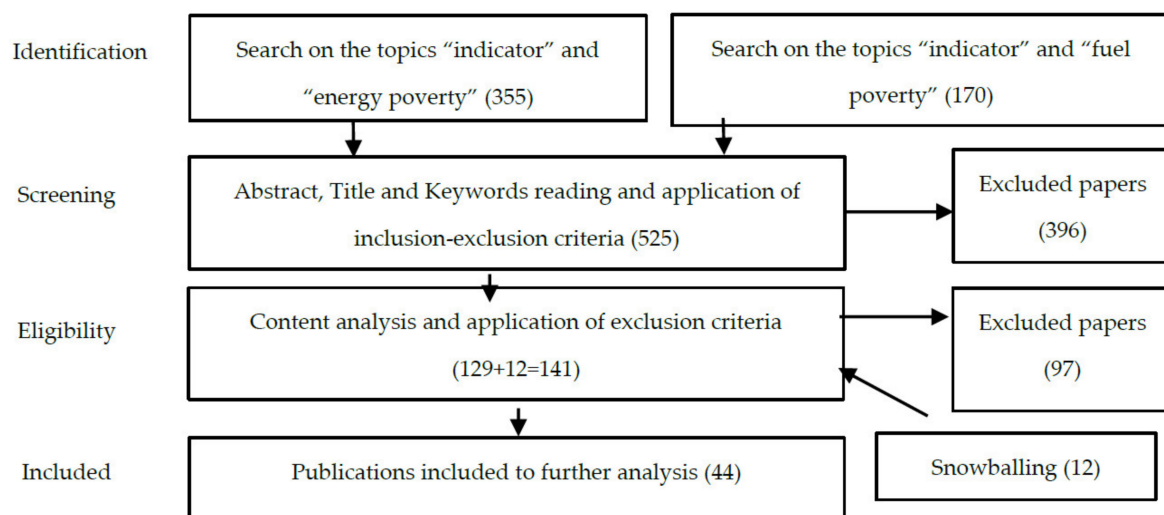 Identification
Search on the topics “indicator” and
“energy poverty” (355)
Search on the topics “indicator” and “fuel
poverty” (170)
Screening
Abstract, Title and Keywords reading and application of
inclusion-exclusion criteria (525)
Excluded papers
(396)
Eligibility
Content analysis and application of exclusion criteria
(129+12=141)
Excluded papers
(97)
Included
Publications included to further analysis (44)
Snowballing (12)